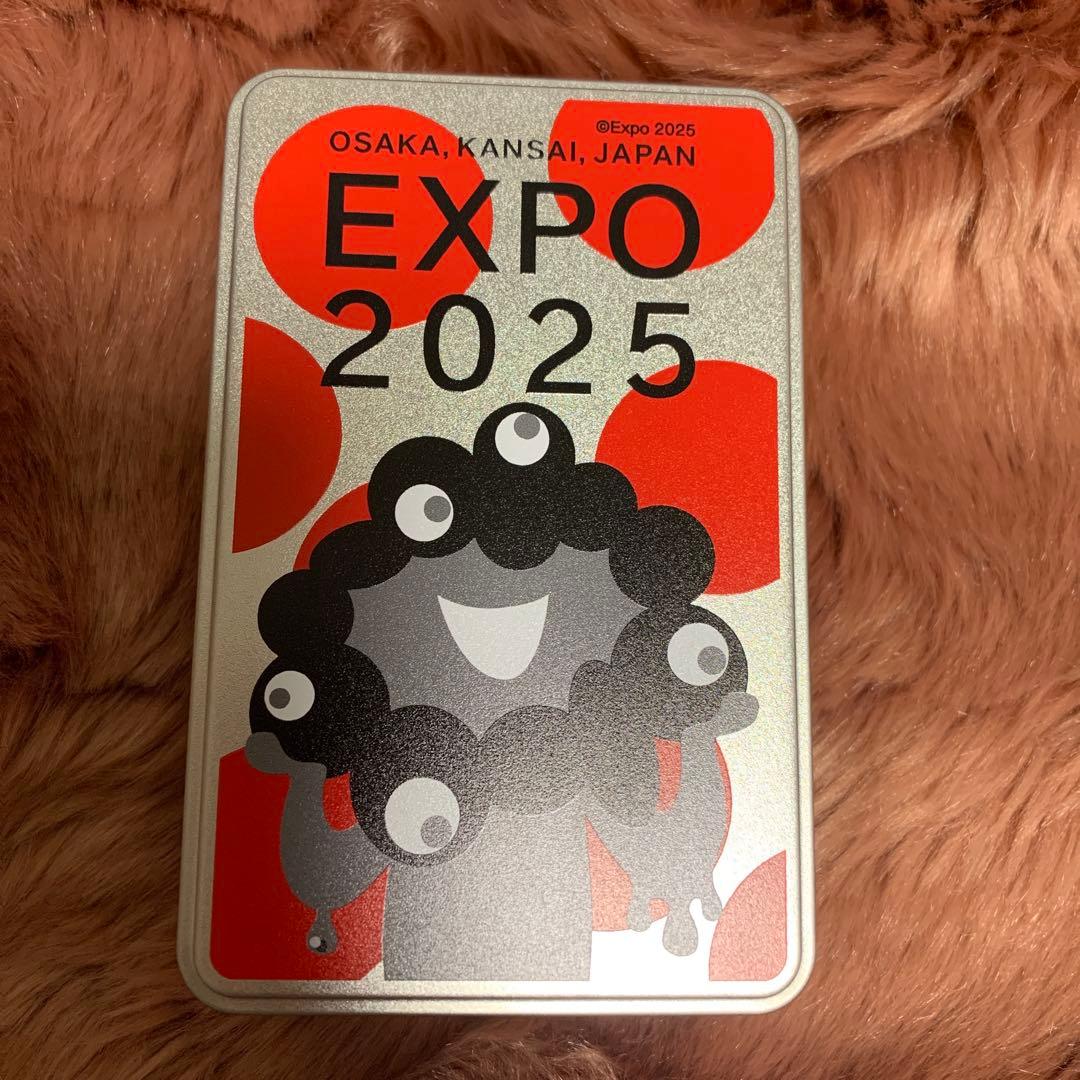 ©Expo 2025
OSAKA, KANSAI, JAPAN
EXPO
2025